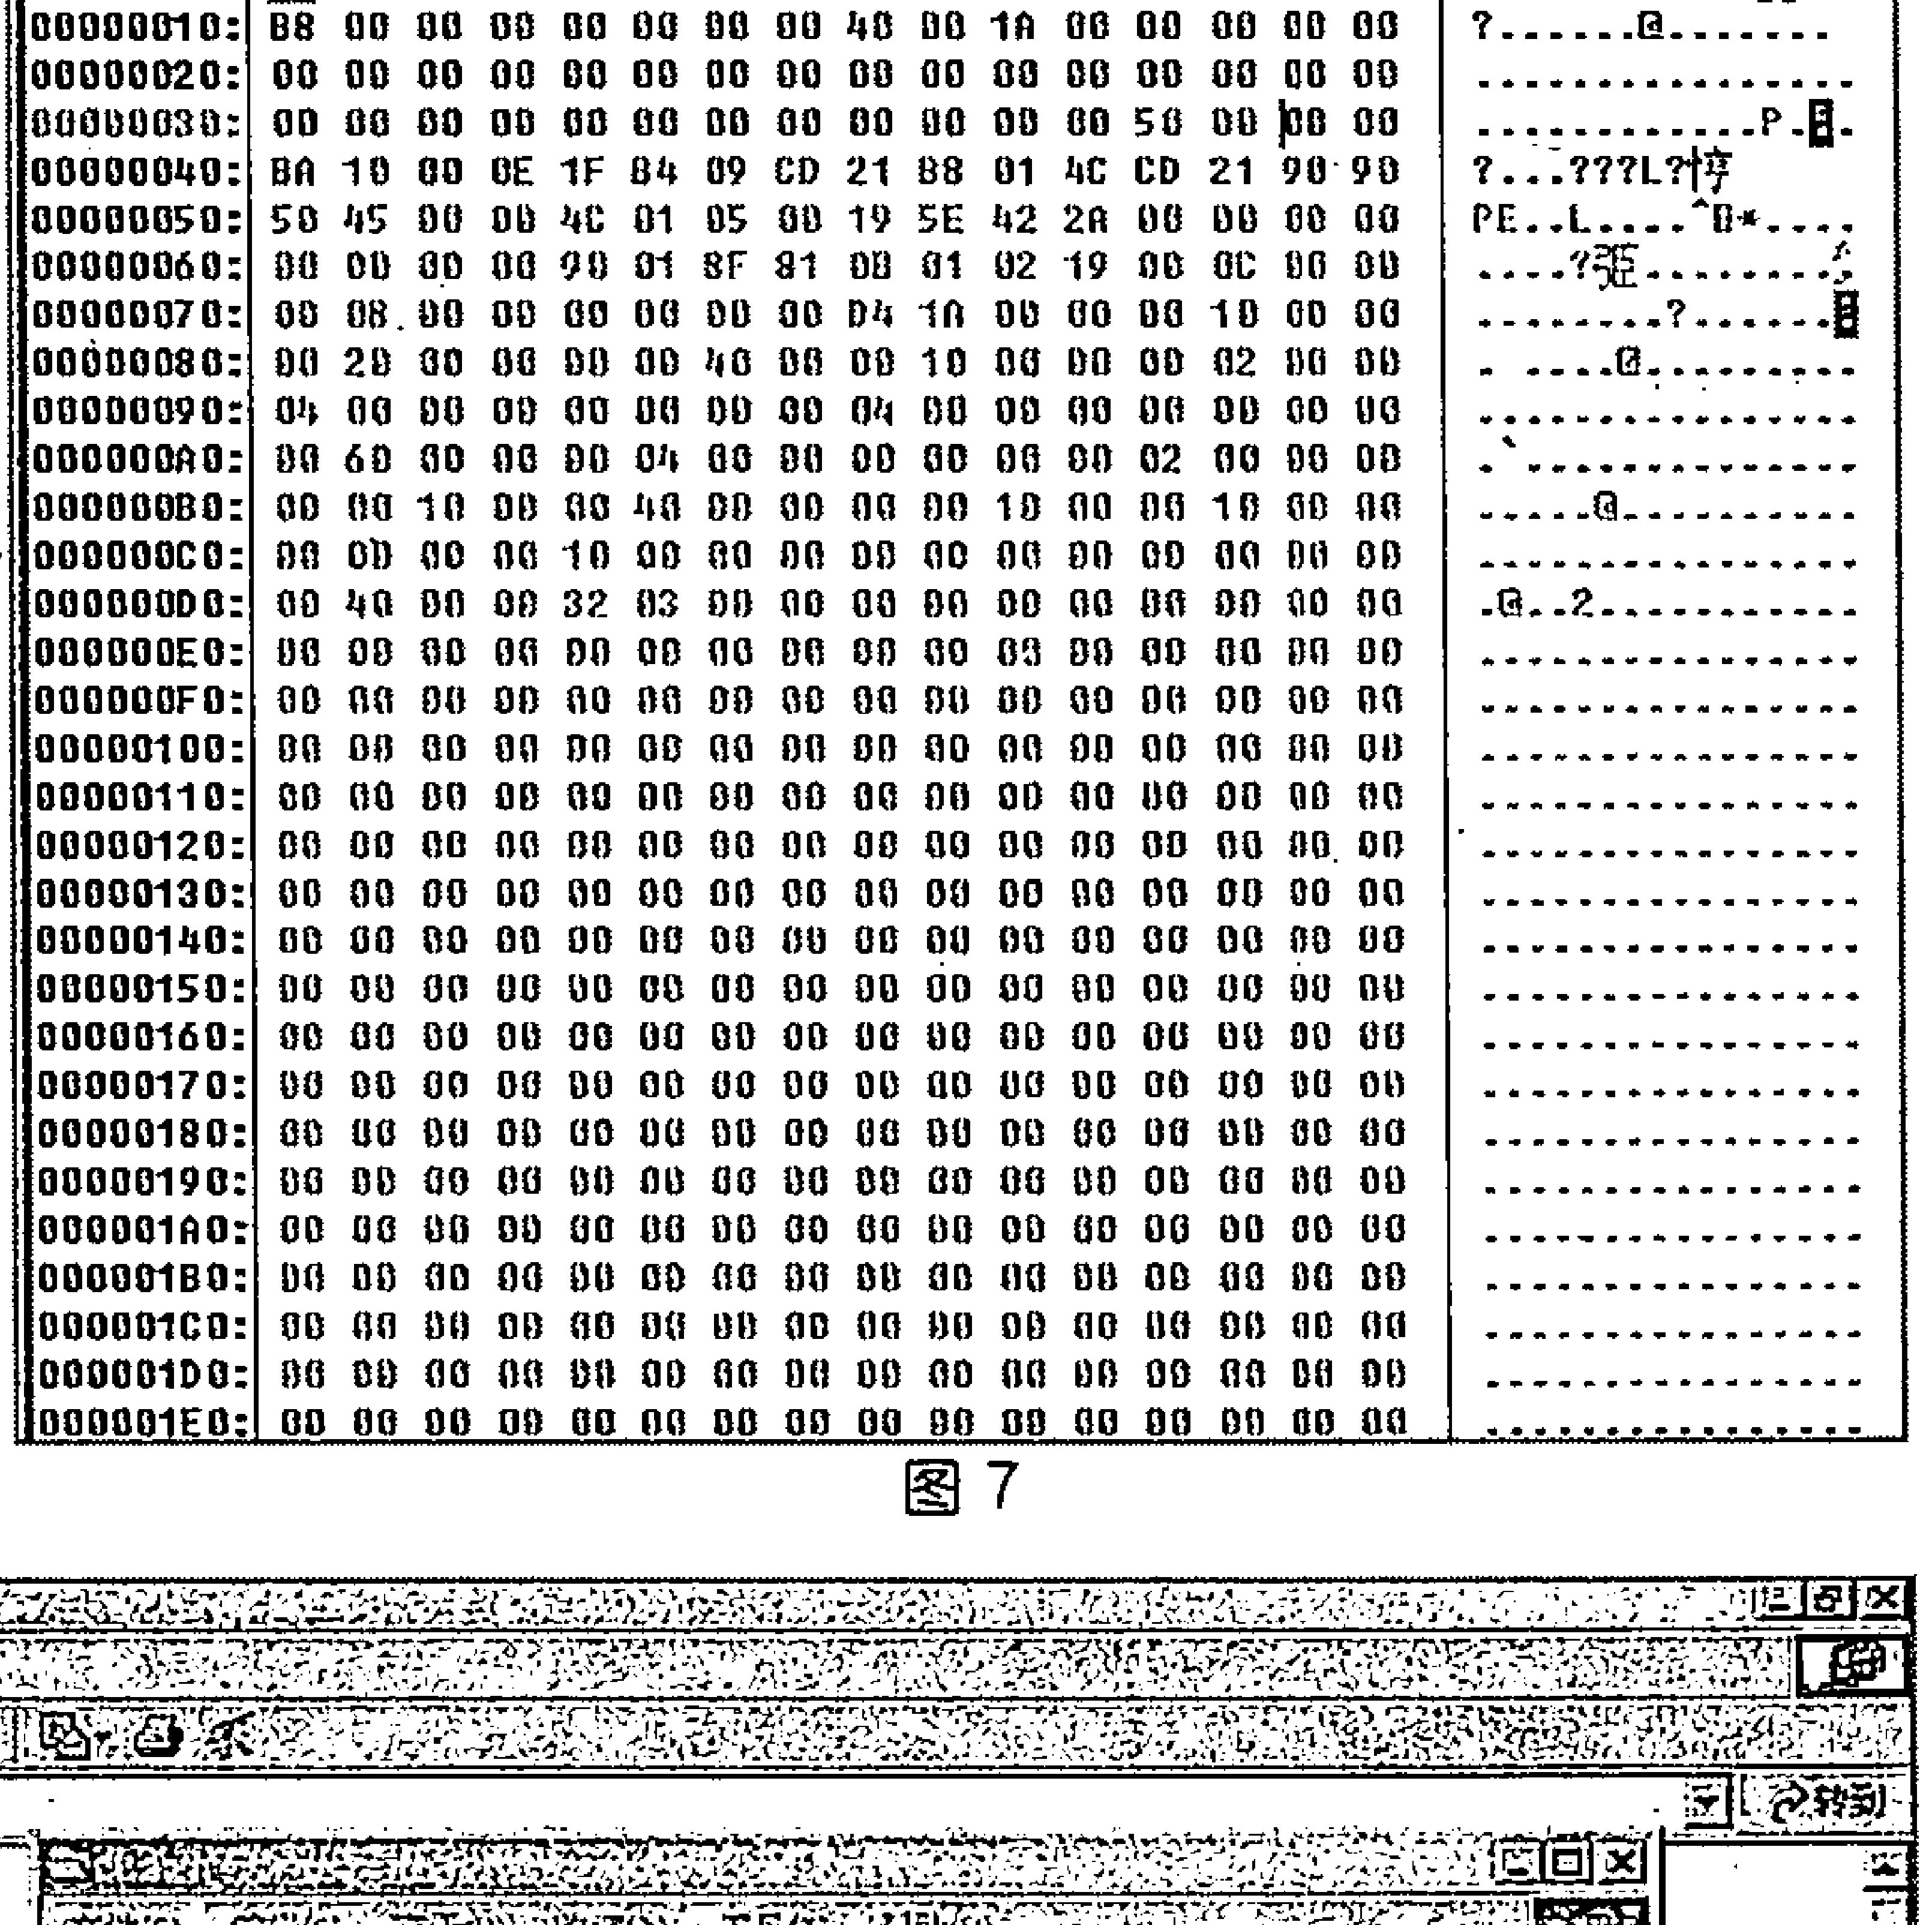 00000010: B8 00 00 00 00 00 00 00 40 00 1A 00 00 00 00 00 ?.......@.......
00000020: 00 00 00 00 00 00 00 00 00 00 00 00 00 00 00 00 ................
00000030: 00 00 00 00 00 00 00 00 00 00 00 00 50 00 00 00 ............P. .
00000040: BA 10 00 0E 1F B4 09 CD 21 B8 01 4C CD 21 90 90 ?...???L?
00000050: 50 45 00 00 4C 01 05 00 19 5E 42 2A 00 00 00 00 PE..L....^B*....
00000060: 00 00 00 00 90 01 8F 81 0B 01 02 19 00 0C 00 00 ....?
00000070: 00 08 00 00 00 00 00 00 D4 1A 00 00 00 10 00 00 ........?......
00000080: 00 20 00 00 00 00 40 00 00 10 00 00 00 02 00 00 . ....@.........
00000090: 04 00 00 00 00 00 00 00 04 00 00 00 00 00 00 00 ................
000000A0: 00 60 00 00 00 04 00 00 00 00 00 00 02 00 00 00 .`..............
000000B0: 00 00 10 00 00 40 00 00 00 00 10 00 00 10 00 00 .....@..........
000000C0: 00 00 00 00 10 00 00 00 00 00 00 00 00 00 00 00 ................
000000D0: 00 40 00 00 32 03 00 00 00 00 00 00 00 00 00 00 .@..2...........
000000E0: 00 00 00 00 00 00 00 00 00 00 00 00 00 00 00 00 ................
000000F0: 00 00 00 00 00 00 00 00 00 00 00 00 00 00 00 00 ................
00000100: 00 00 00 00 00 00 00 00 00 00 00 00 00 00 00 00 ................
00000110: 00 00 00 00 00 00 00 00 00 00 00 00 00 00 00 00 ................
00000120: 00 00 00 00 00 00 00 00 00 00 00 00 00 00 00 00 ................
00000130: 00 00 00 00 00 00 00 00 00 00 00 00 00 00 00 00 ................
00000140: 00 00 00 00 00 00 00 00 00 00 00 00 00 00 00 00 ................
00000150: 00 00 00 00 00 00 00 00 00 00 00 00 00 00 00 00 ................
00000160: 00 00 00 00 00 00 00 00 00 00 00 00 00 00 00 00 ................
00000170: 00 00 00 00 00 00 00 00 00 00 00 00 00 00 00 00 ................
00000180: 00 00 00 00 00 00 00 00 00 00 00 00 00 00 00 00 ................
00000190: 00 00 00 00 00 00 00 00 00 00 00 00 00 00 00 00 ................
000001A0: 00 00 00 00 00 00 00 00 00 00 00 00 00 00 00 00 ................
000001B0: 00 00 00 00 00 00 00 00 00 00 00 00 00 00 00 00 ................
000001C0: 00 00 00 00 00 00 00 00 00 00 00 00 00 00 00 00 ................
000001D0: 00 00 00 00 00 00 00 00 00 00 00 00 00 00 00 00 ................
000001E0: 00 00 00 00 00 00 00 00 00 00 00 00 00 00 00 00 ................
图 7
转到